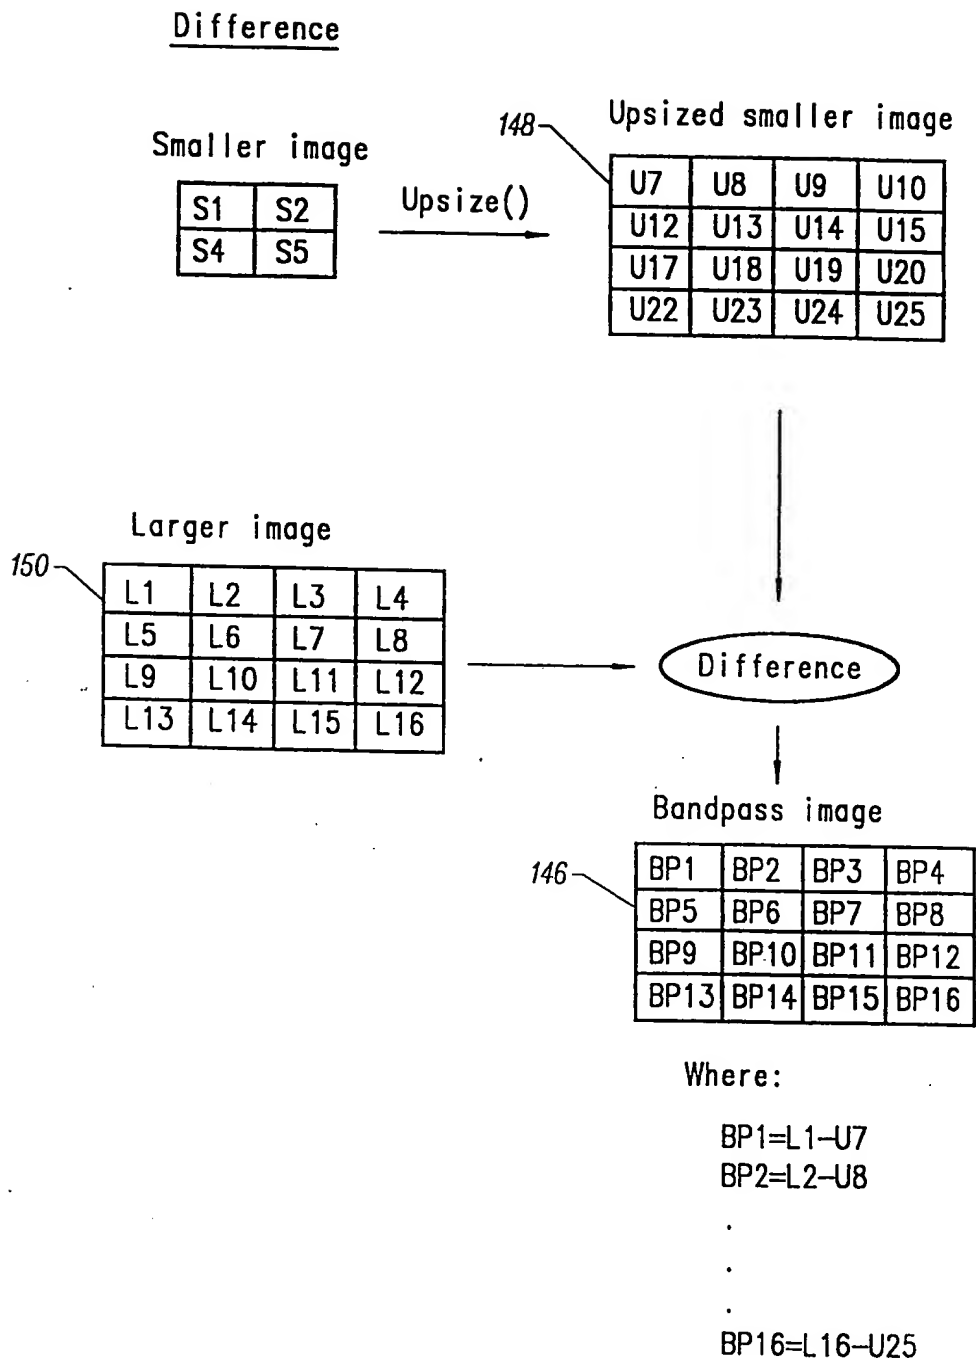 Difference
Smaller image
S1 S2
S4 S5
Upsize()
148
Upsized smaller image
U7 U8 U9 U10
U12 U13 U14 U15
U17 U18 U19 U20
U22 U23 U24 U25
Larger image
150
L1 L2 L3 L4
L5 L6 L7 L8
L9 L10 L11 L12
L13 L14 L15 L16
Difference
Bandpass image
146
BP1 BP2 BP3 BP4
BP5 BP6 BP7 BP8
BP9 BP10 BP11 BP12
BP13 BP14 BP15 BP16
Where:
BP1=L1–U7
BP2=L2–U8
.
.
.
BP16=L16–U25